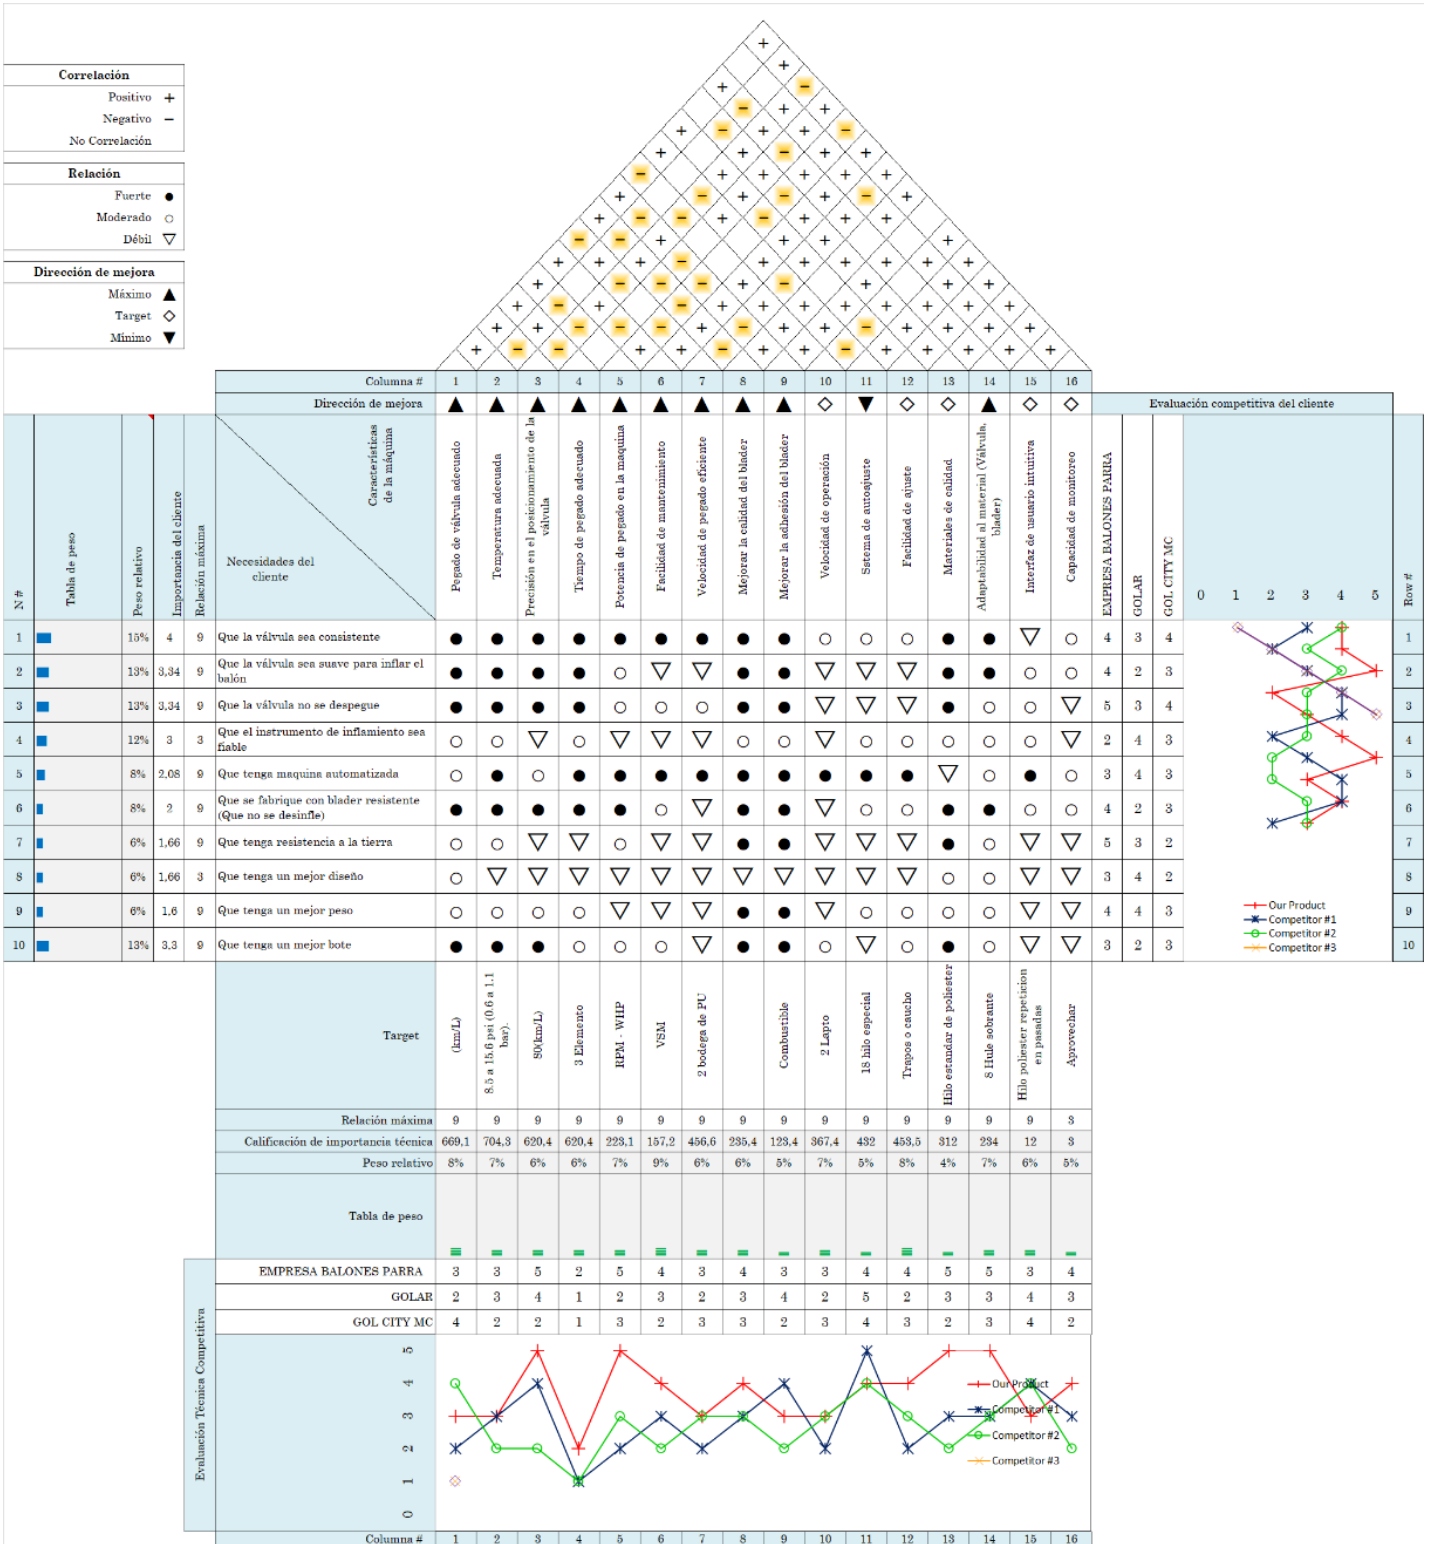 Correlación
Positivo +
Negativo −
No Correlación
Relación
Fuerte ●
Moderado ○
Débil ▽
Dirección de mejora
Máximo ▲
Target ◇
Mínimo ▼
Columna # 1 2 3 4 5 6 7 8 9 10 11 12 13 14 15 16
Dirección de mejora ▲ ▲ ▲ ▲ ▲ ▲ ▲ ▲ ▲ ◇ ▼ ◇ ◇ ▲ ◇ ◇
Evaluación competitiva del cliente
N #
Tabla de peso
Peso relativo
Importancia del cliente
Relación máxima
Características
de la máquina
Necesidades del
cliente
Pegado de válvula adecuado
Temperatura adecuada
Precisión en el posicionamiento de la
válvula
Tiempo de pegado adecuado
Potencia de pegado en la maquina
Facilidad de mantenimiento
Velocidad de pegado eficiente
Mejorar la calidad del blader
Mejorar la adhesión del blader
Velocidad de operación
Sstema de autoajuste
Facilidad de ajuste
Materiales de calidad
Adaptabilidad al material (Válvula,
blader)
Interfaz de usuario intuitiva
Capacidad de monitoreo
EMPRESA BALONES PARRA
GOLAR
GOL CITY MC
0 1 2 3 4 5
Row #
1 15% 4 9 Que la válvula sea consistente ● ● ● ● ● ● ● ● ● ○ ○ ○ ● ● ▽ ○ 4 3 4 1
2 13% 3,34 9 Que la válvula sea suave para inflar el
balón ● ● ● ● ○ ▽ ▽ ● ● ▽ ▽ ▽ ● ● ○ ○ 4 2 3 2
3 13% 3,34 9 Que la válvula no se despegue ● ● ● ● ○ ○ ○ ● ● ▽ ▽ ▽ ● ○ ○ ▽ 5 3 4 3
4 12% 3 3 Que el instrumento de inflamiento sea
fiable ○ ○ ▽ ○ ▽ ▽ ▽ ○ ○ ▽ ○ ○ ○ ○ ○ ▽ 2 4 3 4
5 8% 2,08 9 Que tenga maquina automatizada ○ ● ○ ● ● ● ● ● ● ● ● ● ▽ ○ ● ○ 3 4 3 5
6 8% 2 9 Que se fabrique con blader resistente
(Que no se desinfle) ● ● ● ● ● ○ ▽ ● ● ▽ ○ ○ ● ● ○ ○ 4 2 3 6
7 6% 1,66 9 Que tenga resistencia a la tierra ○ ○ ▽ ▽ ○ ▽ ▽ ● ● ▽ ▽ ▽ ● ○ ▽ ▽ 5 3 2 7
8 6% 1,66 3 Que tenga un mejor diseño ○ ▽ ▽ ▽ ▽ ▽ ▽ ▽ ▽ ▽ ▽ ▽ ○ ○ ▽ ▽ 3 4 2 8
9 6% 1,6 9 Que tenga un mejor peso ○ ○ ○ ○ ▽ ▽ ▽ ● ● ▽ ○ ○ ○ ○ ▽ ▽ 4 4 3 9
10 13% 3,3 9 Que tenga un mejor bote ● ● ● ○ ○ ○ ▽ ● ● ○ ▽ ○ ● ○ ▽ ▽ 3 2 3 10
Our Product
Competitor #1
Competitor #2
Competitor #3
Target
(km/L)
8.5 a 15.6 psi (0.6 a 1.1
bar).
80(km/L)
3 Elemento
RPM - WHP
VSM
2 bodega de PU
Combustible
2 Lapto
18 hilo especial
Trapos o caucho
Hilo estandar de poliester
8 Hule sobrante
Hilo poliester repeticion
en pasadas
Aprovechar
Relación máxima 9 9 9 9 9 9 9 9 9 9 9 9 9 9 9 3
Calificación de importancia técnica 669,1 704,3 620,4 620,4 223,1 157,2 456,6 235,4 123,4 367,4 432 453,5 312 234 12 3
Peso relativo 8% 7% 6% 6% 7% 9% 6% 6% 5% 7% 5% 8% 4% 7% 6% 5%
Tabla de peso
Evaluación Técnica Competitiva
EMPRESA BALONES PARRA 3 3 5 2 5 4 3 4 3 3 4 4 5 5 3 4
GOLAR 2 3 4 1 2 3 2 3 4 2 5 2 3 3 4 3
GOL CITY MC 4 2 2 1 3 2 3 3 2 3 4 3 2 3 4 2
5
4
3
2
1
0
Our Product
Competitor #1
Competitor #2
Competitor #3
Columna # 1 2 3 4 5 6 7 8 9 10 11 12 13 14 15 16